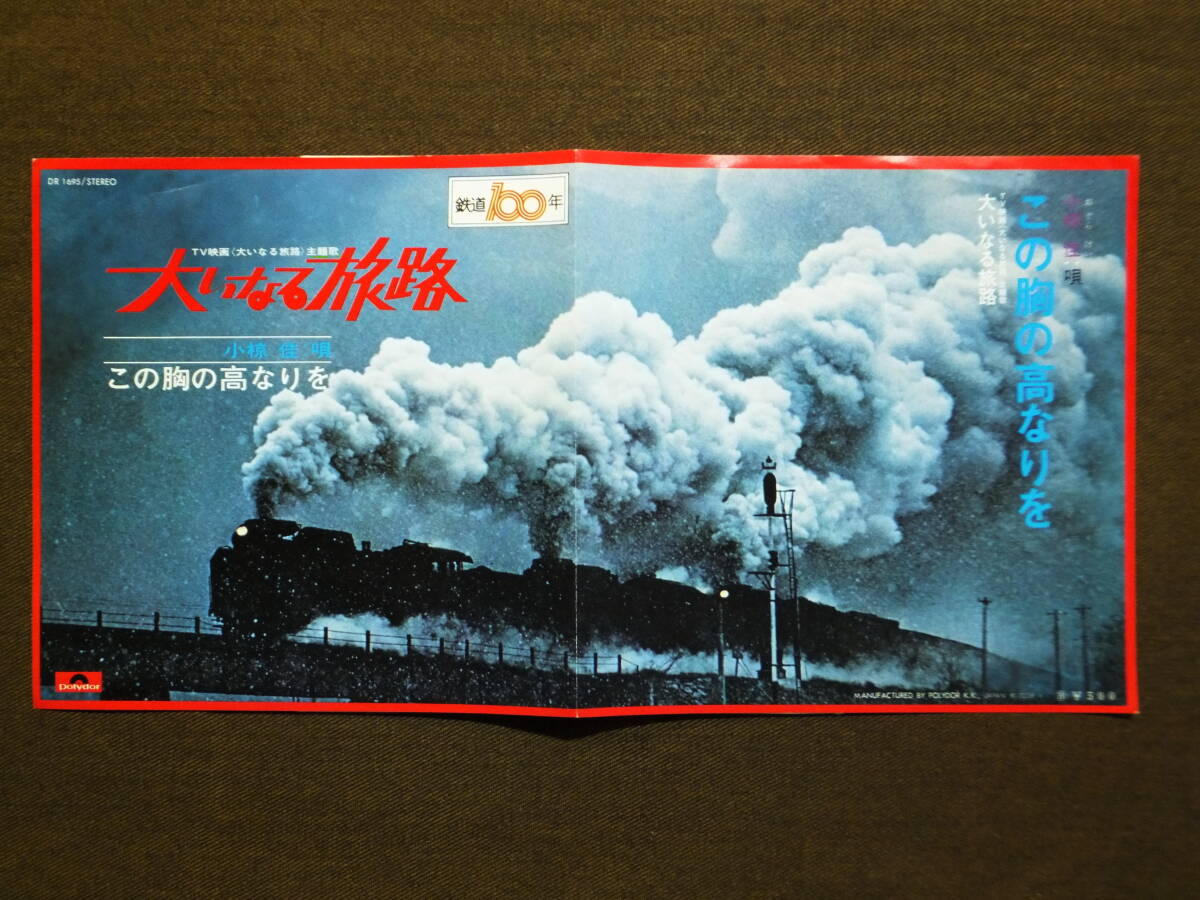 DR 1695/STEREO
鉄道100年
TV映画〈大いなる旅路〉主題歌
大いなる旅路
小椋 佳 唄
この胸の高なりを
polydor
この胸の高なりを
大いなる旅路
MANUFACTURED BY POLYDOR K.K., JAPAN